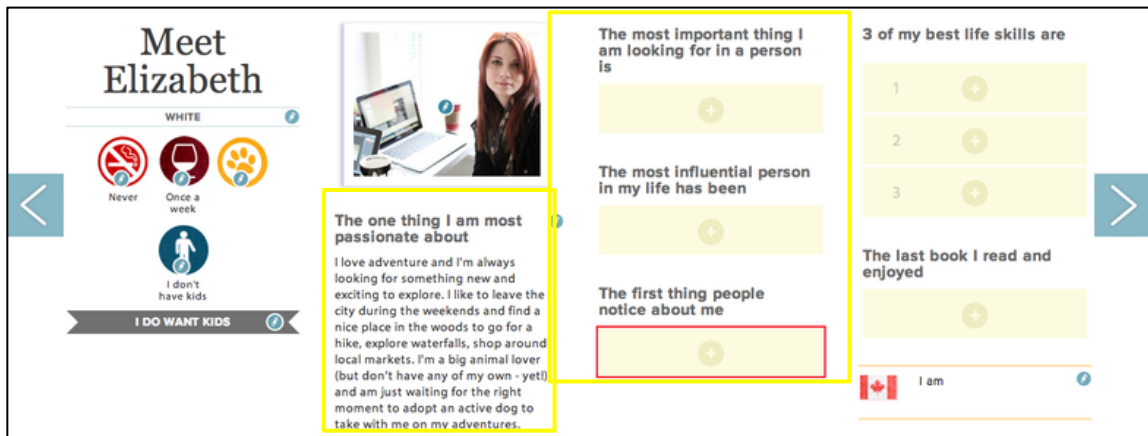 Meet
Elizabeth
WHITE
Never
Once a
week
I don't
have kids
I DO WANT KIDS
The one thing I am most
passionate about
I love adventure and I'm always
looking for something new and
exciting to explore. I like to leave the
city during the weekends and find a
nice place in the woods to go for a
hike, explore waterfalls, shop around
local markets. I'm a big animal lover
(but don't have any of my own - yet!)
and am just waiting for the right
moment to adopt an active dog to
take with me on my adventures.
The most important thing I
am looking for in a person
is
The most influential person
in my life has been
The first thing people
notice about me
3 of my best life skills are
1
2
3
The last book I read and
enjoyed
I am